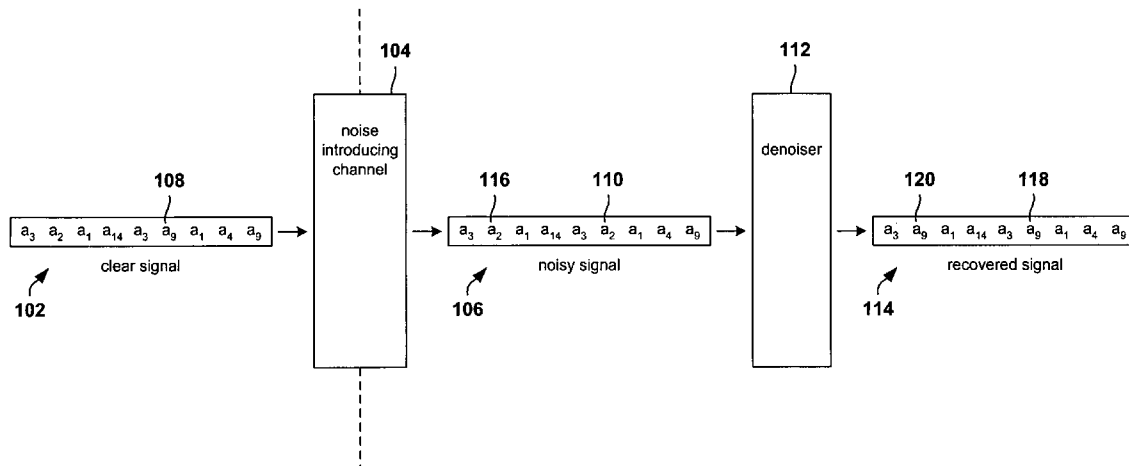 104
112
noise
introducing
channel
denoiser
108
116
110
120
118
a₃ a₂ a₁ a₁₄ a₃ a₉ a₁ a₄ a₉
a₃ a₂ a₁ a₁₄ a₃ a₂ a₁ a₄ a₉
a₃ a₉ a₁ a₁₄ a₃ a₉ a₁ a₄ a₉
clear signal
noisy signal
recovered signal
102
106
114